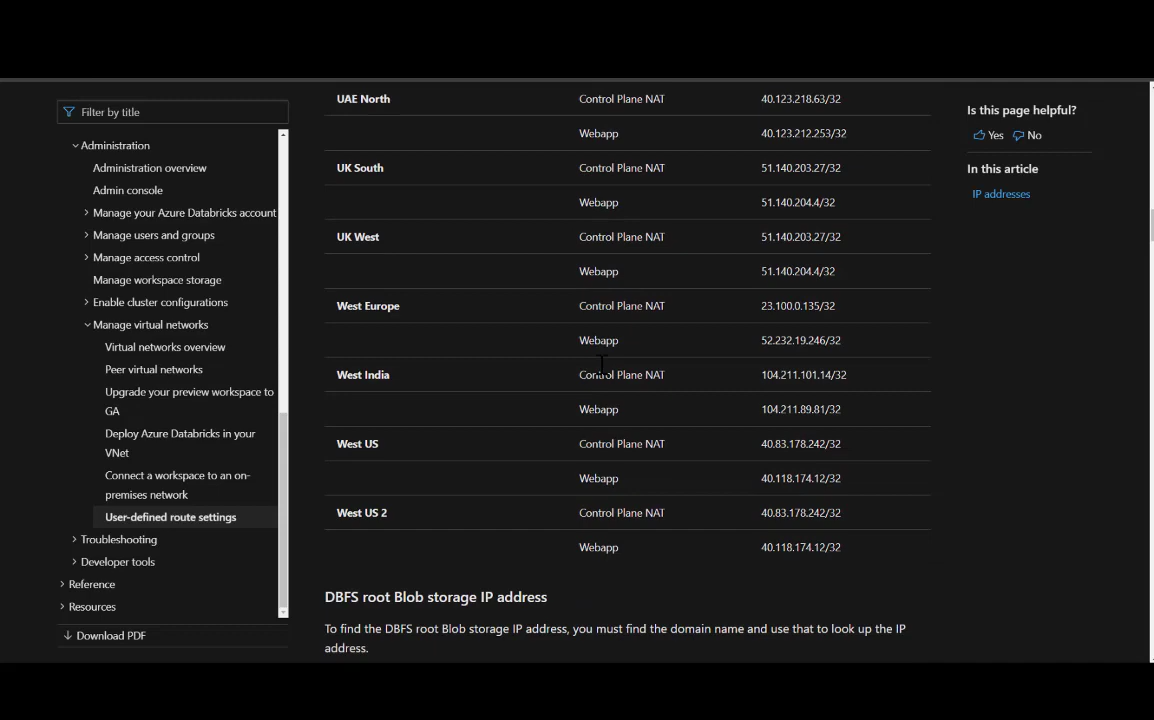 Filter by title
Administration
Administration overview
Admin console
Manage your Azure Databricks account
Manage users and groups
Manage access control
Manage workspace storage
Enable cluster configurations
Manage virtual networks
Virtual networks overview
Peer virtual networks
Upgrade your preview workspace to
GA
Deploy Azure Databricks in your
VNet
Connect a workspace to an on-
premises network
User-defined route settings
Troubleshooting
Developer tools
Reference
Resources
Download PDF
UAE North Control Plane NAT 40.123.218.63/32
Webapp 40.123.212.253/32
UK South Control Plane NAT 51.140.203.27/32
Webapp 51.140.204.4/32
UK West Control Plane NAT 51.140.203.27/32
Webapp 51.140.204.4/32
West Europe Control Plane NAT 23.100.0.135/32
Webapp 52.232.19.246/32
West India Control Plane NAT 104.211.101.14/32
Webapp 104.211.89.81/32
West US Control Plane NAT 40.83.178.242/32
Webapp 40.118.174.12/32
West US 2 Control Plane NAT 40.83.178.242/32
Webapp 40.118.174.12/32
DBFS root Blob storage IP address
To find the DBFS root Blob storage IP address, you must find the domain name and use that to look up the IP
address.
Is this page helpful?
Yes No
In this article
IP addresses